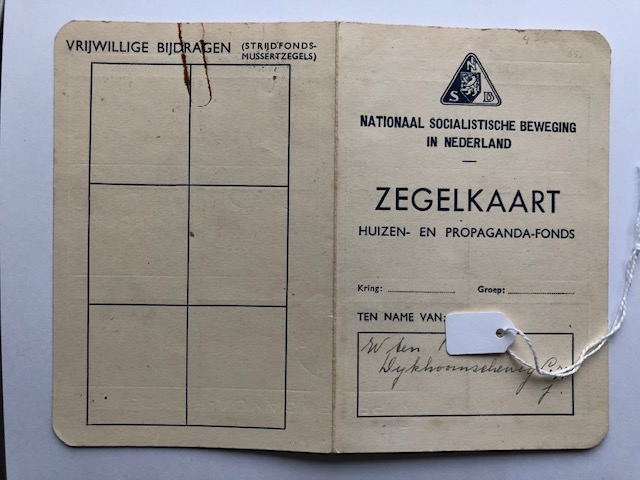 VRIJWILLIGE BIJDRAGEN (STRIJDFONDS-
MUSSERTZEGELS)
N
S B
NATIONAAL SOCIALISTISCHE BEWEGING
IN NEDERLAND
ZEGELKAART
HUIZEN- EN PROPAGANDA-FONDS
Kring: Groep:
TEN NAME VAN:
W ten